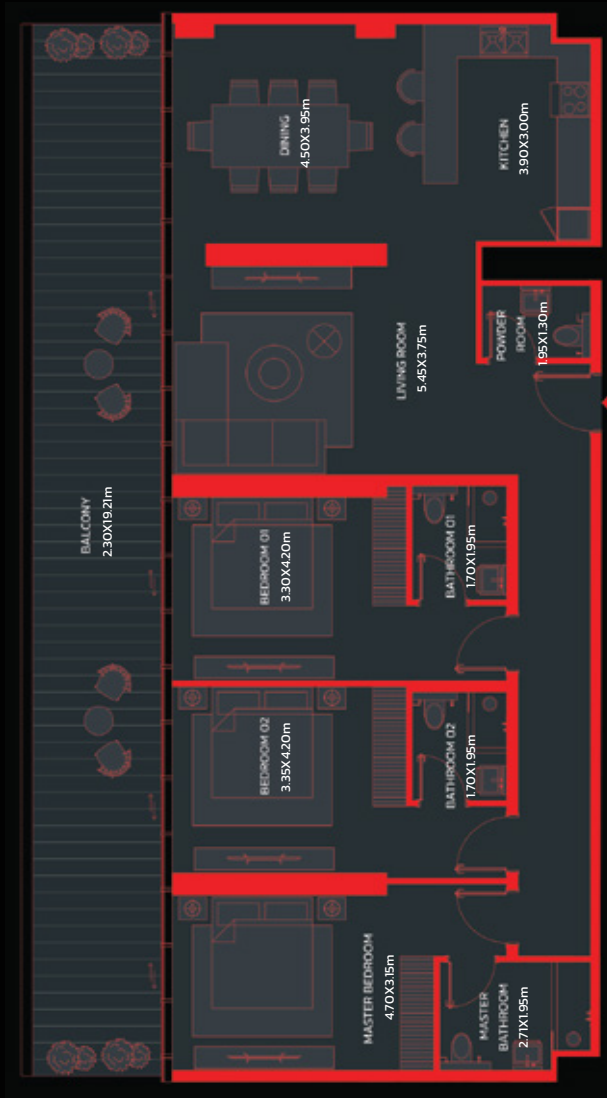 BALCONY
2.30X19.21m
DINING
4.50X3.95m
KITCHEN
3.90X3.00m
LIVING ROOM
5.45X3.75m
POWDER
ROOM
1.95X1.30m
BEDROOM 01
3.30X4.20m
BATHROOM 01
1.70X1.95m
BEDROOM 02
3.35X4.20m
BATHROOM 02
1.70X1.95m
MASTER BEDROOM
4.70X3.15m
MASTER
BATHROOM
2.71X1.95m